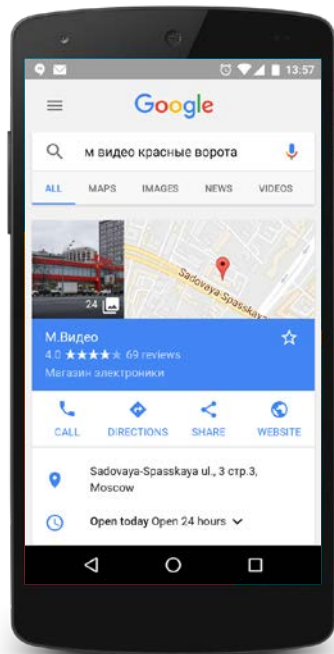 13:57
Google
м видео красные ворота
ALL MAPS IMAGES NEWS VIDEOS
24
Sadovaya-Spasskaya
М.Видео
4.0 69 reviews
Магазин электроники
CALL DIRECTIONS SHARE WEBSITE
Sadovaya-Spasskaya ul., 3 стр.3,
Moscow
Open today Open 24 hours